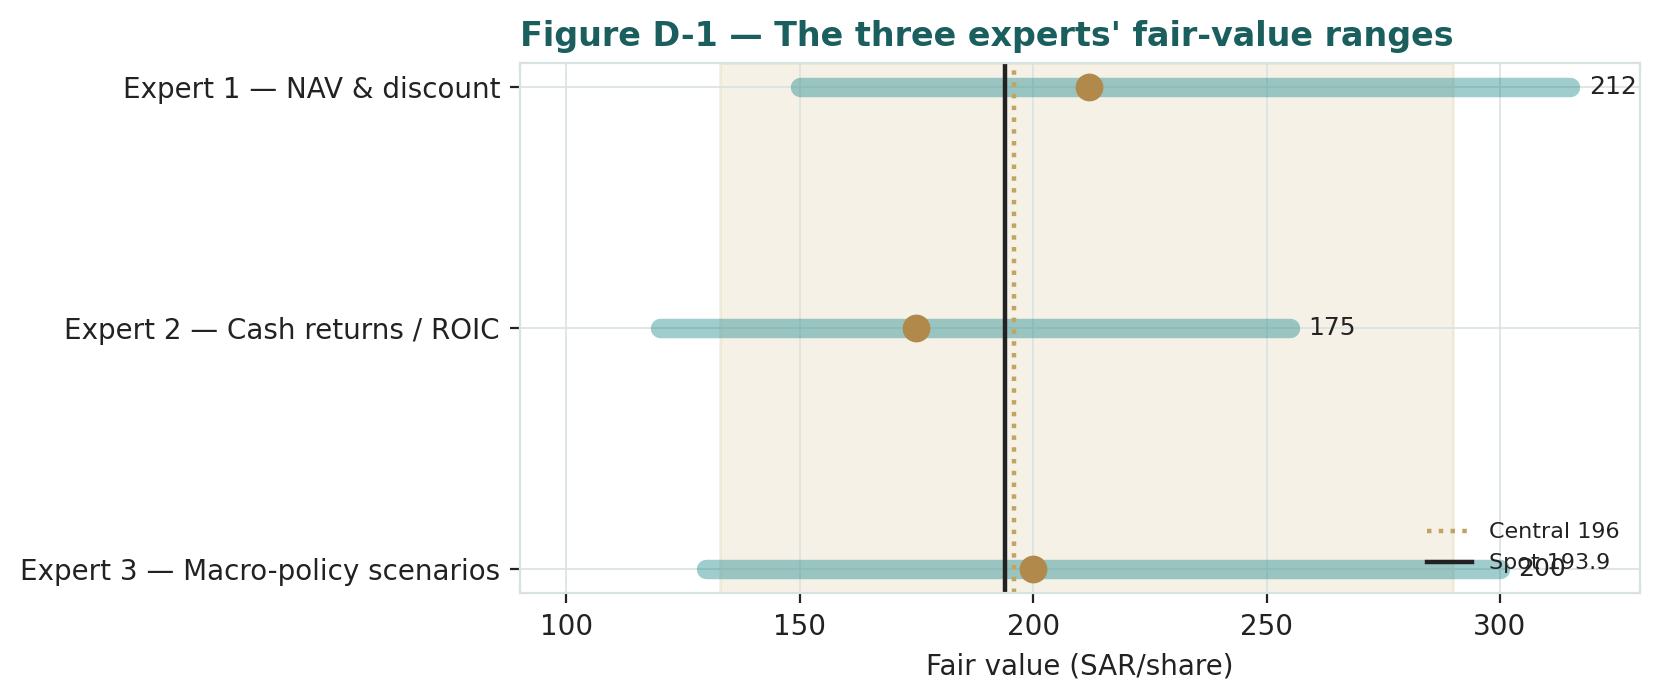 Figure D-1 — The three experts' fair-value ranges
Expert 1 — NAV & discount
212
Expert 2 — Cash returns / ROIC
175
Central 196
Spot 193.9
Expert 3 — Macro-policy scenarios
200
100 150 200 250 300
Fair value (SAR/share)